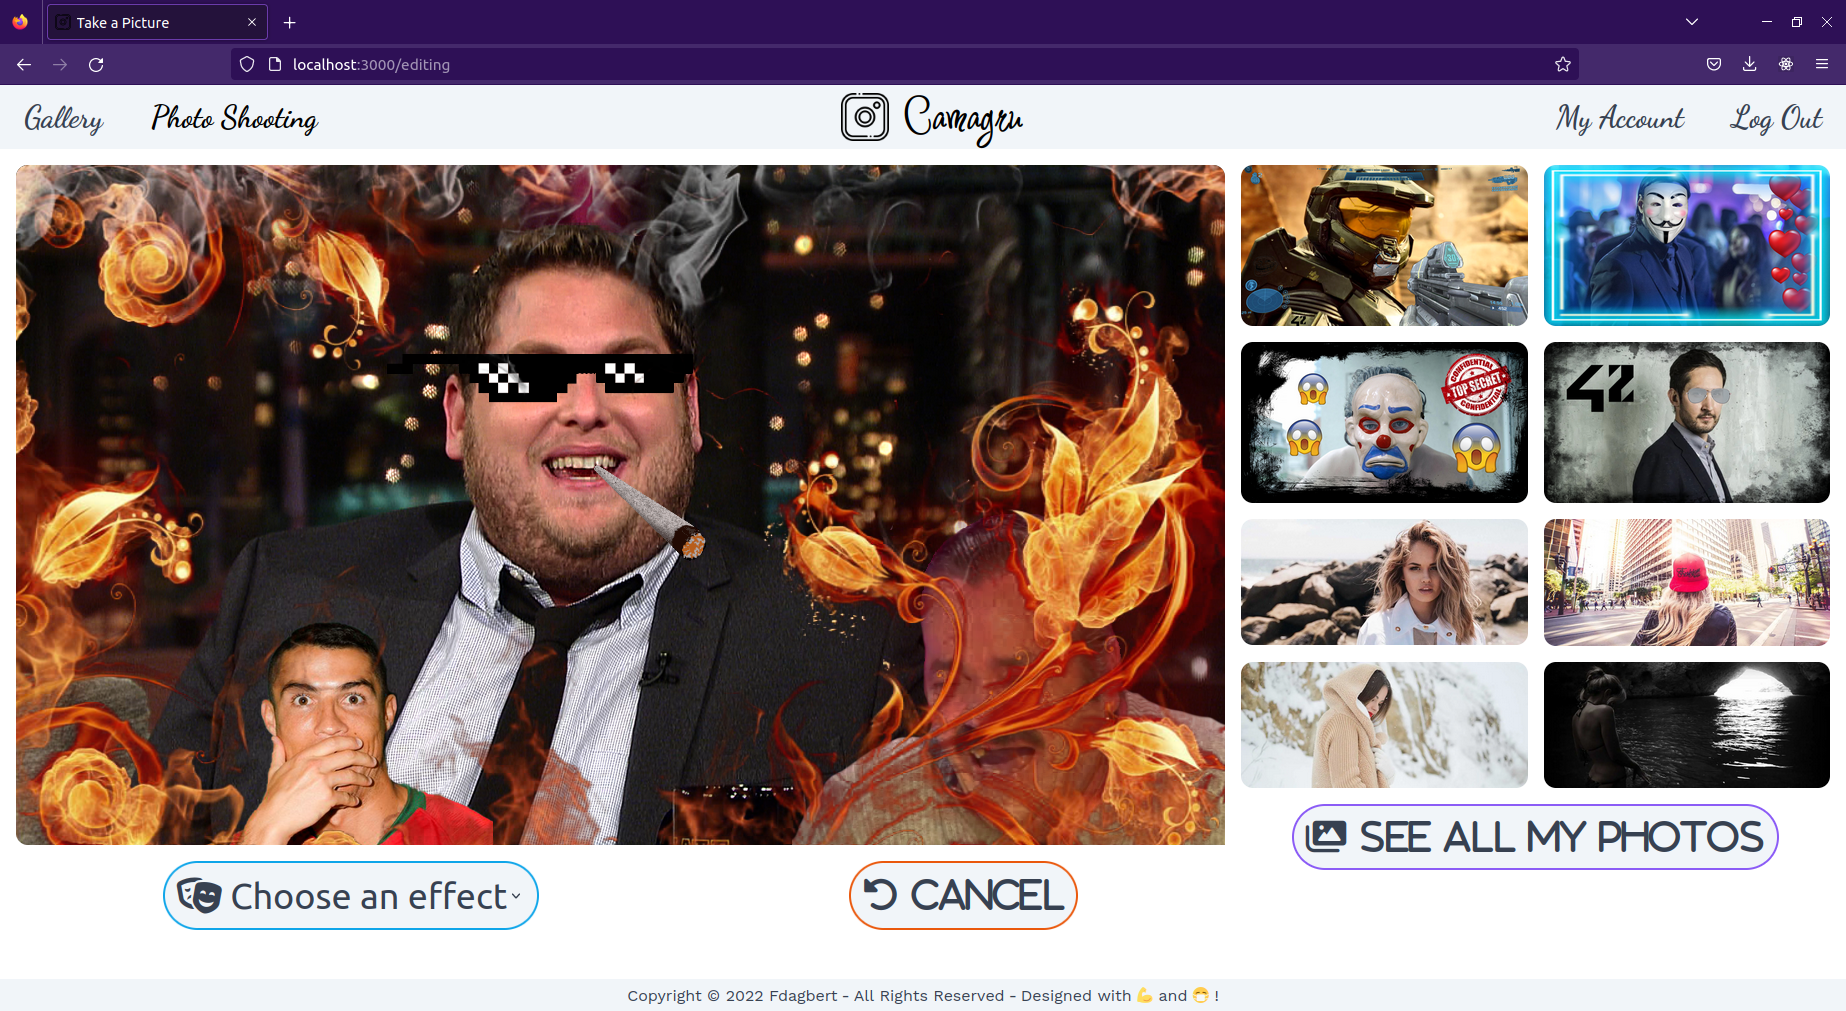 Take a Picture
localhost:3000/editing
Gallery
Photo Shooting
Camagru
My Account
Log Out
CONFIDENTIAL
TOP SECRET
CONFIDENTIAL
42
SEE ALL MY PHOTOS
Choose an effect
CANCEL
Copyright © 2022 Fdagbert - All Rights Reserved - Designed with 💪 and 😷 !